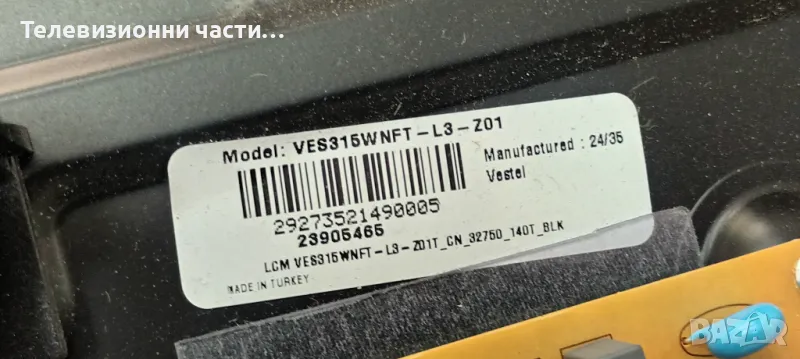 Телевизионни части...
Model: VES315WNFT-L3-Z01
Manufactured : 24/35
Vestel
29273521490005
23905465
LCM VES315WNFT-L3-Z01T_CN_32750_140T_BLK
MADE IN TURKEY
BAZAR